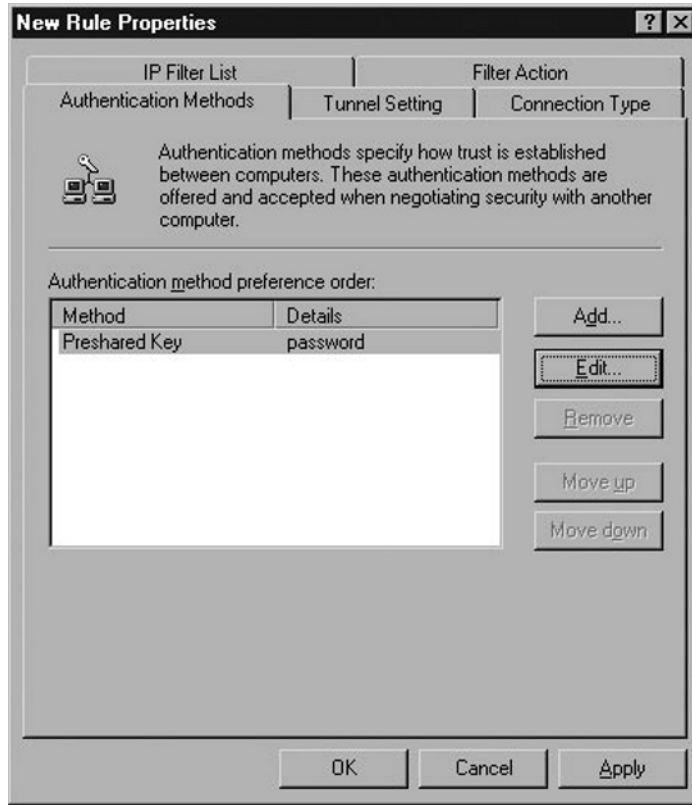 New Rule Properties
IP Filter List
Filter Action
Authentication Methods
Tunnel Setting
Connection Type
Authentication methods specify how trust is established
between computers. These authentication methods are
offered and accepted when negotiating security with another
computer.
Authentication method preference order:
Method Details
Preshared Key password
Add...
Edit...
Remove
Move up
Move down
OK
Cancel
Apply